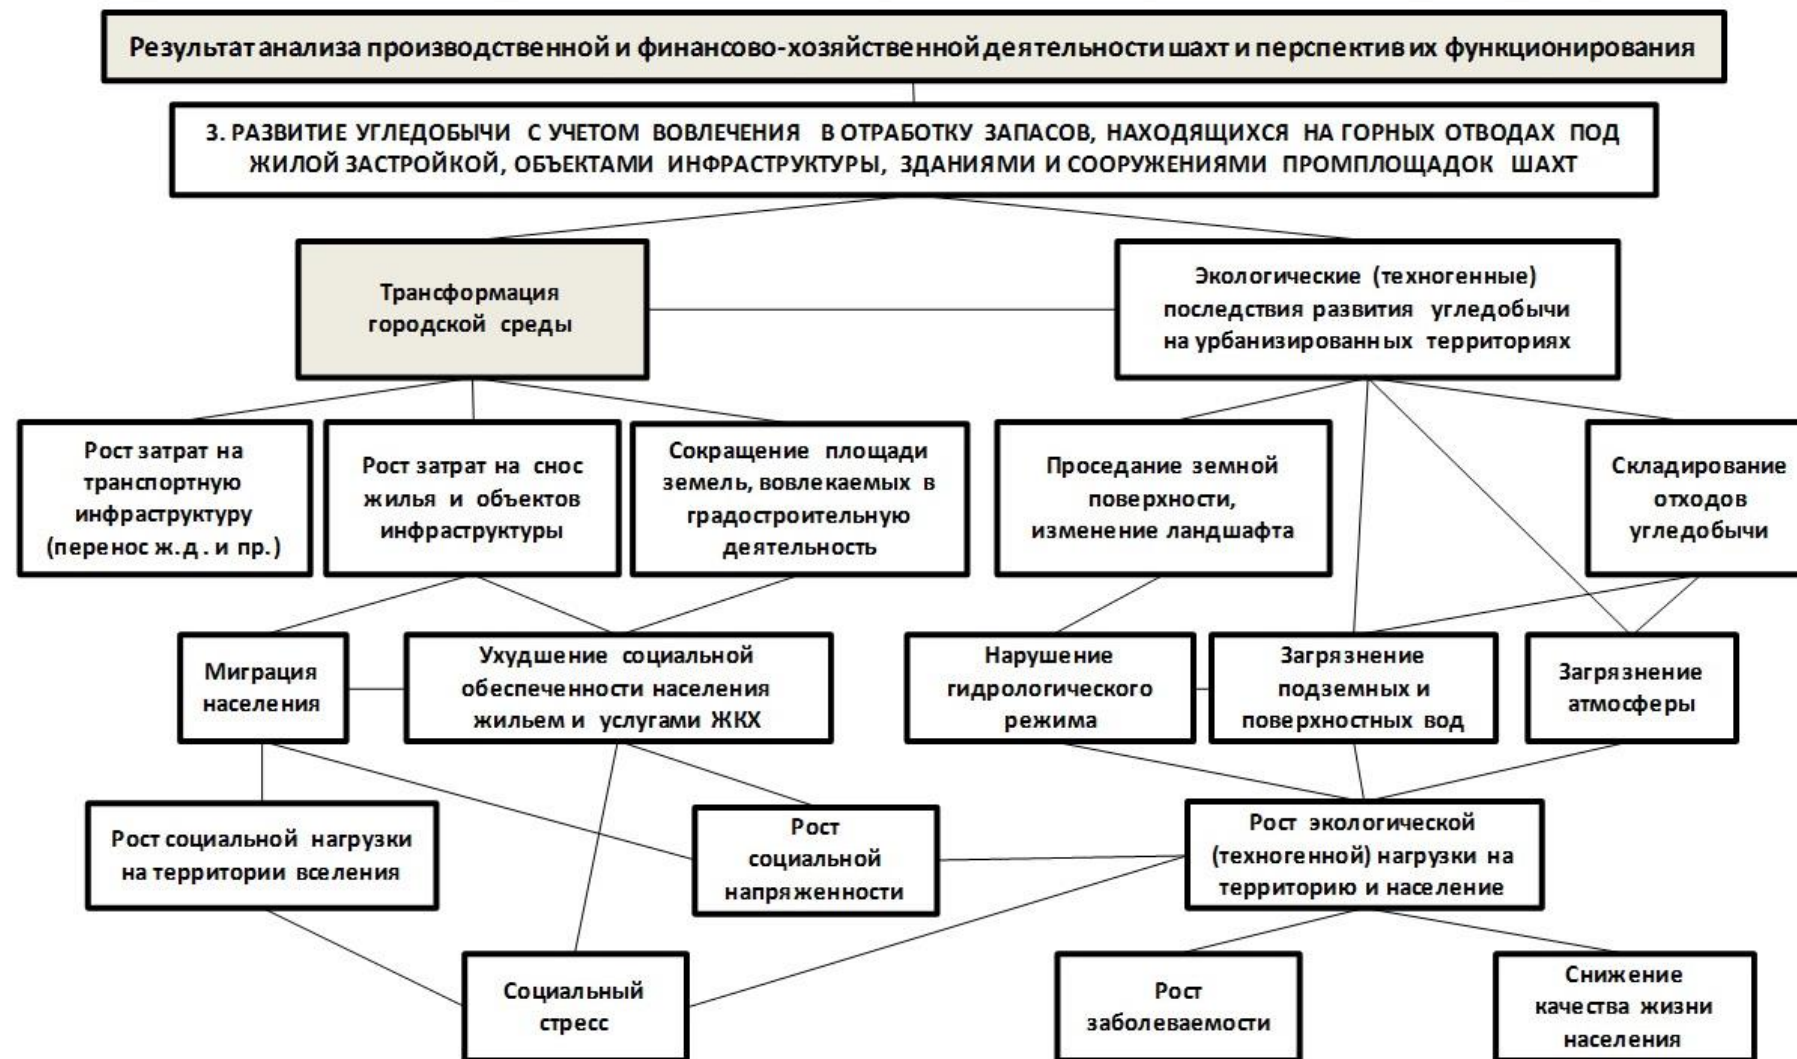 Результат анализа производственной и финансово-хозяйственной деятельности шахт и перспектив их функционирования
3. РАЗВИТИЕ УГЛЕДОБЫЧИ С УЧЕТОМ ВОВЛЕЧЕНИЯ В ОТРАБОТКУ ЗАПАСОВ, НАХОДЯЩИХСЯ НА ГОРНЫХ ОТВОДАХ ПОД
ЖИЛОЙ ЗАСТРОЙКОЙ, ОБЪЕКТАМИ ИНФРАСТРУКТУРЫ, ЗДАНИЯМИ И СООРУЖЕНИЯМИ ПРОМПЛОЩАДОК ШАХТ
Трансформация
городской среды
Экологические (техногенные)
последствия развития угледобычи
на урбанизированных территориях
Рост затрат на
транспортную
инфраструктуру
(перенос ж.д. и пр.)
Рост затрат на снос
жилья и объектов
инфраструктуры
Сокращение площади
земель, вовлекаемых в
градостроительную
деятельность
Проседание земной
поверхности,
изменение ландшафта
Складирование
отходов
угледобычи
Миграция
населения
Ухудшение социальной
обеспеченности населения
жильем и услугами ЖКХ
Нарушение
гидрологического
режима
Загрязнение
подземных и
поверхностных вод
Загрязнение
атмосферы
Рост социальной нагрузки
на территории вселения
Рост
социальной
напряженности
Рост экологической
(техногенной) нагрузки на
территорию и население
Социальный
стресс
Рост
заболеваемости
Снижение
качества жизни
населения